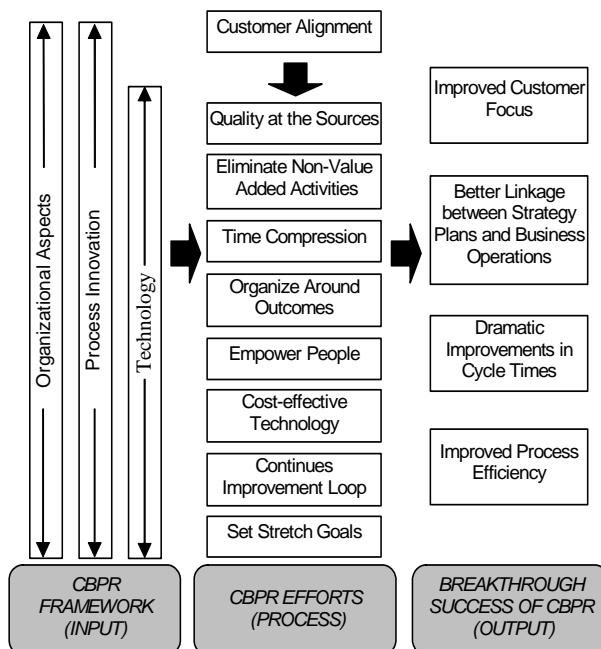 Organizational Aspects
Process Innovation
Technology
Customer Alignment
Quality at the Sources
Eliminate Non-Value
Added Activities
Time Compression
Organize Around
Outcomes
Empower People
Cost-effective
Technology
Continues
Improvement Loop
Set Stretch Goals
Improved Customer
Focus
Better Linkage
between Strategy
Plans and Business
Operations
Dramatic
Improvements in
Cycle Times
Improved Process
Efficiency
CBPR
FRAMEWORK
(INPUT)
CBPR EFFORTS
(PROCESS)
BREAKTHROUGH
SUCCESS OF CBPR
(OUTPUT)